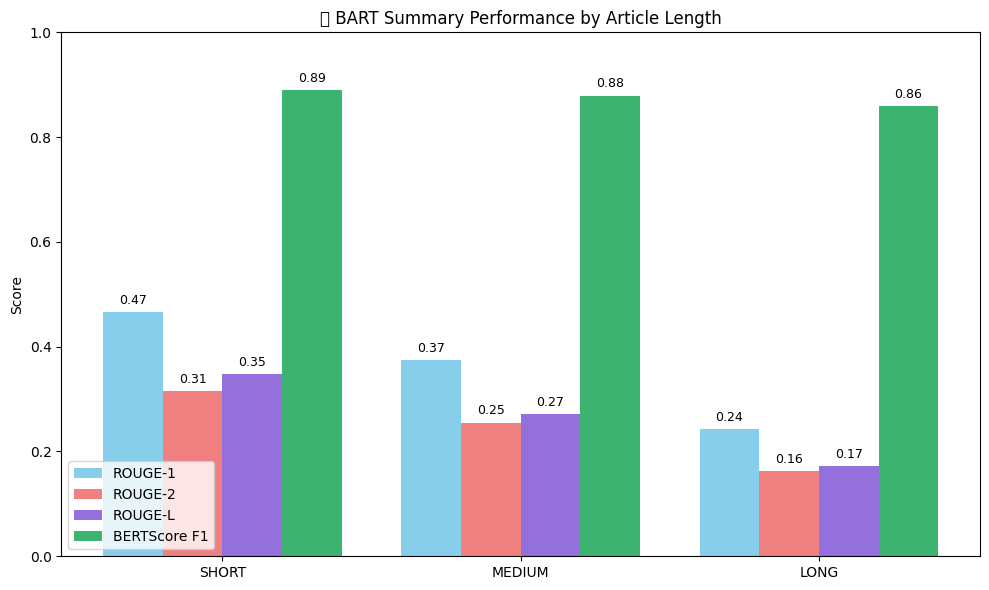 BART Summary Performance by Article Length
1.0
0.8
0.6
0.4
0.2
0.0
Score
0.47
0.31
0.35
0.89
0.37
0.25
0.27
0.88
0.24
0.16
0.17
0.86
ROUGE-1
ROUGE-2
ROUGE-L
BERTScore F1
SHORT
MEDIUM
LONG